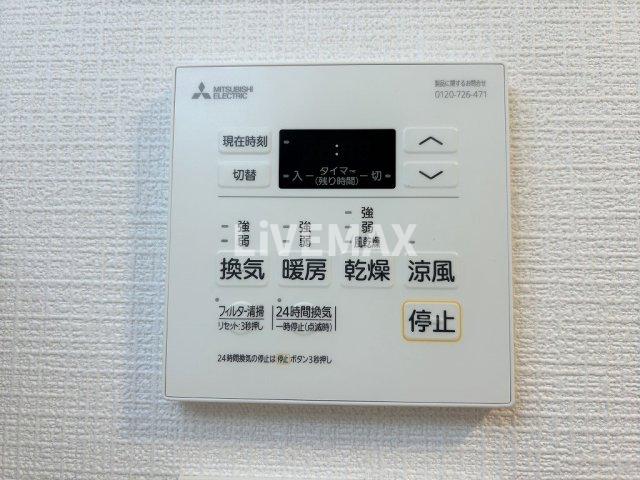 MITSUBISHI
ELECTRIC
製品に関するお問合せ
0120-726-471
現在時刻
切替
:
入
タイマー
(残り時間)
切
強
弱
強
弱
強
弱
風乾燥
LiVEMAX
換気
暖房
乾燥
涼風
フィルター清掃
リセット:3秒押し
24時間換気
一時停止(点滅時)
停止
24時間換気の停止は 停止 ボタン3秒押し